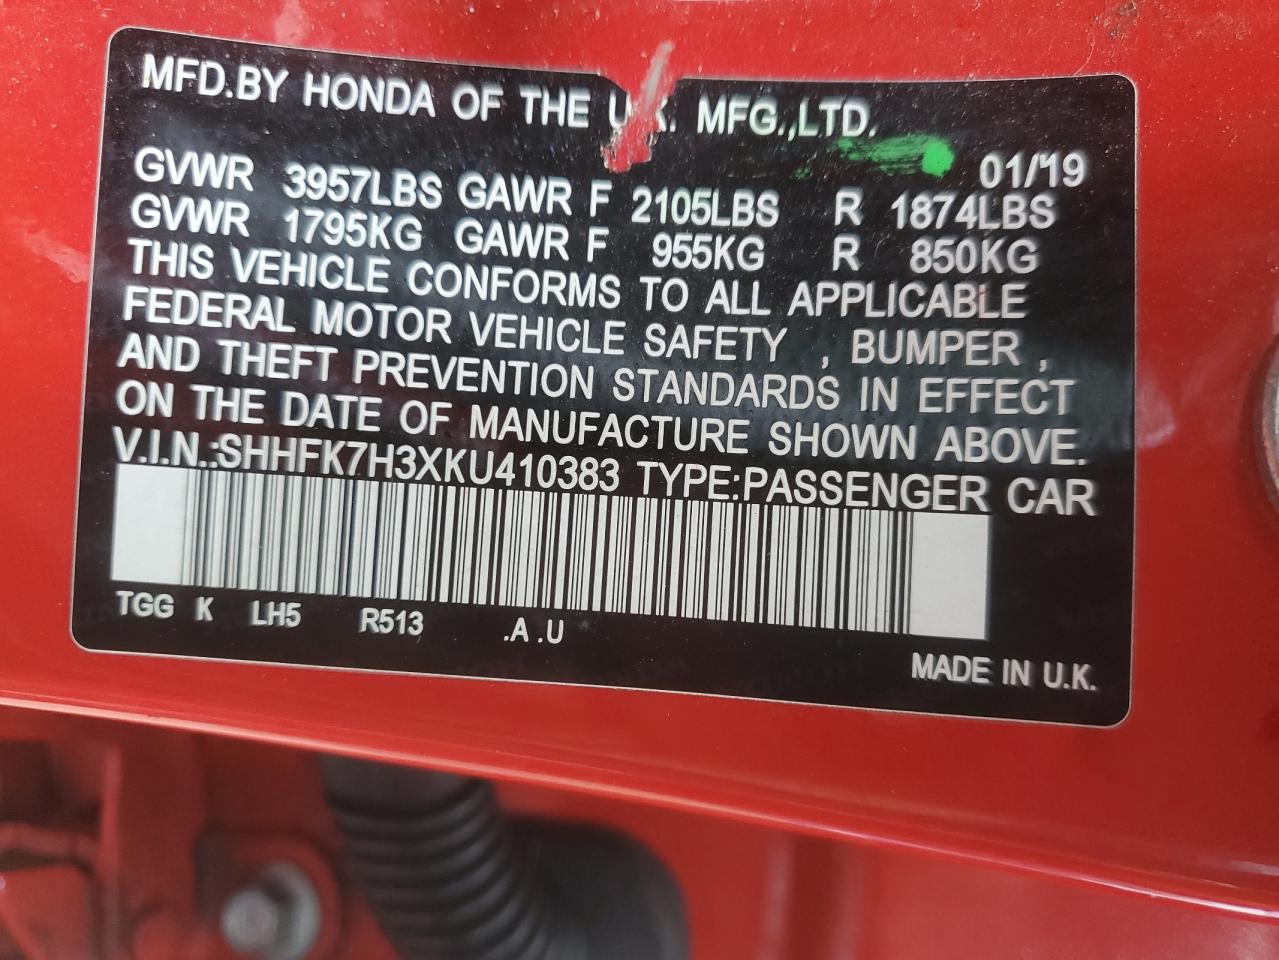 MFD.BY HONDA OF THE U.K. MFG.,LTD.
01/'19
GVWR 3957LBS GAWR F 2105LBS R 1874LBS
GVWR 1795KG GAWR F 955KG R 850KG
THIS VEHICLE CONFORMS TO ALL APPLICABLE
FEDERAL MOTOR VEHICLE SAFETY , BUMPER ,
AND THEFT PREVENTION STANDARDS IN EFFECT
ON THE DATE OF MANUFACTURE SHOWN ABOVE.
V.I.N.:SHHFK7H3XKU410383 TYPE:PASSENGER CAR
TGG K LH5 R513 .A .U
MADE IN U.K.